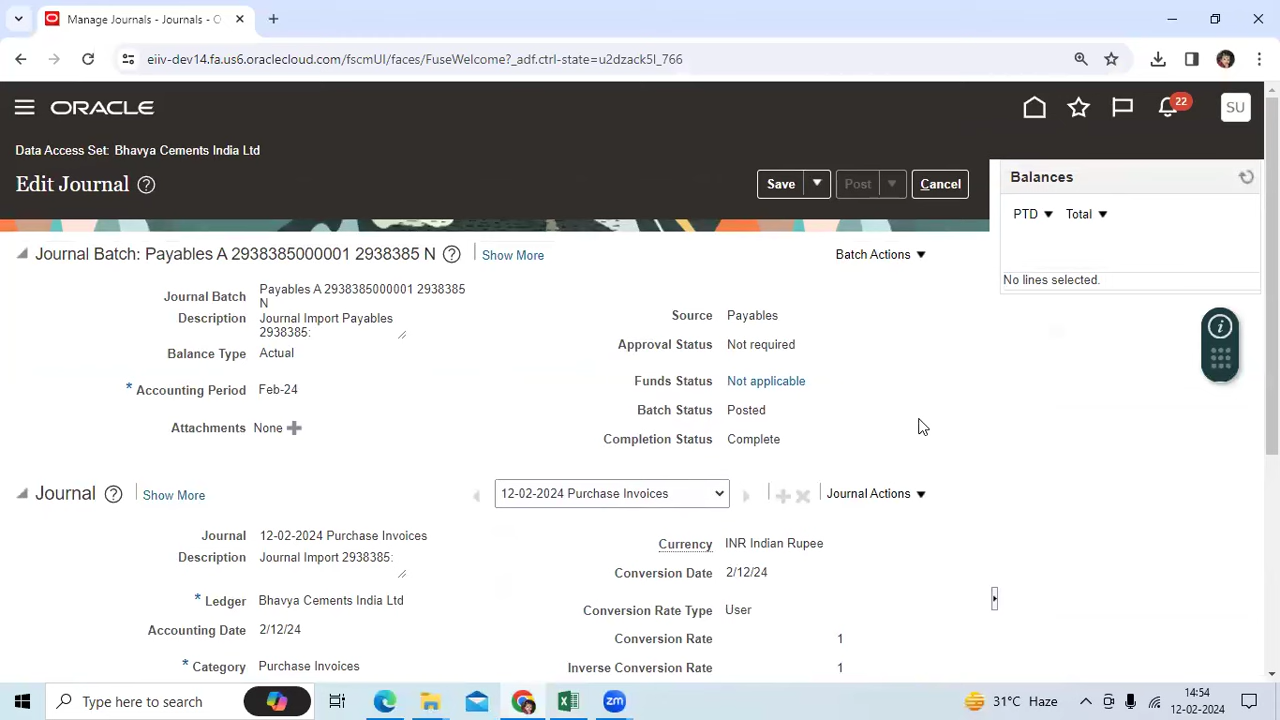 Manage Journals - Journals - O
eiiv-dev14.fa.us6.oraclecloud.com/fscmUI/faces/FuseWelcome?_adf.ctrl-state=u2dzack5l_766
ORACLE
22
SU
Data Access Set: Bhavya Cements India Ltd
Edit Journal
Save
Post
Cancel
Balances
PTD
Total
No lines selected.
Journal Batch: Payables A 2938385000001 2938385 N
Show More
Batch Actions
Journal Batch Payables A 2938385000001 2938385
N
Description Journal Import Payables
2938385:
Balance Type Actual
* Accounting Period Feb-24
Attachments None
Source Payables
Approval Status Not required
Funds Status Not applicable
Batch Status Posted
Completion Status Complete
Journal
Show More
12-02-2024 Purchase Invoices
Journal Actions
Journal 12-02-2024 Purchase Invoices
Description Journal Import 2938385:
* Ledger Bhavya Cements India Ltd
Accounting Date 2/12/24
* Category Purchase Invoices
Currency INR Indian Rupee
Conversion Date 2/12/24
Conversion Rate Type User
Conversion Rate 1
Inverse Conversion Rate 1
Type here to search
zm
31°C Haze
14:54
12-02-2024